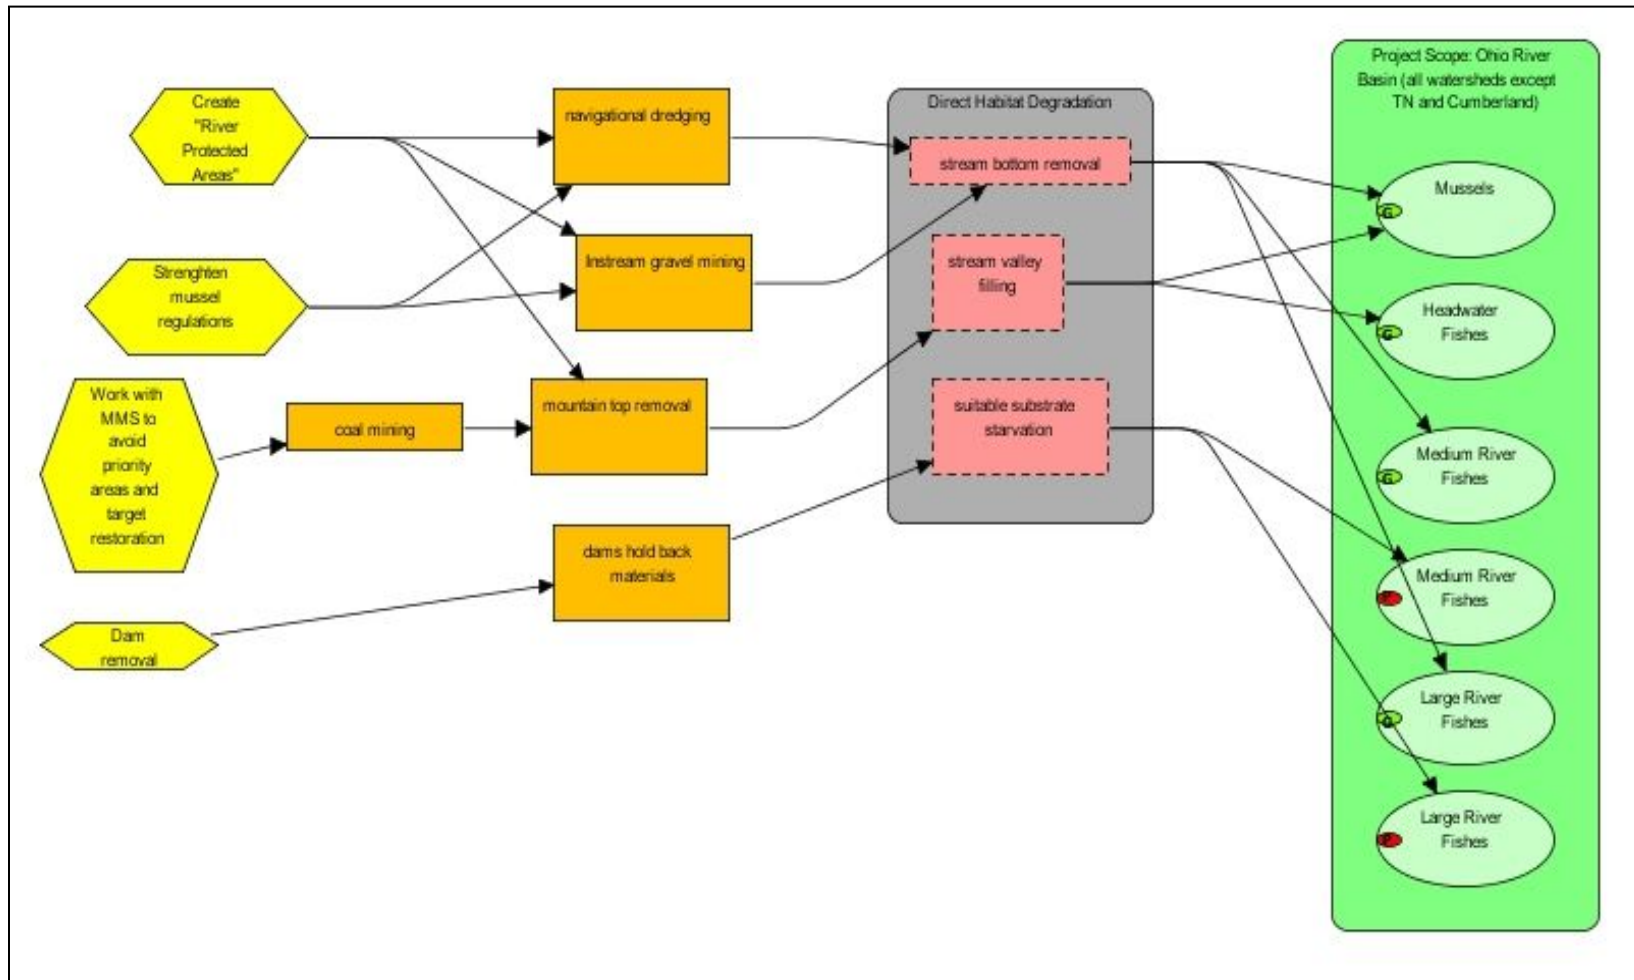 Create
"River
Protected
Areas"
Strenghten
mussel
regulations
Work with
MMS to
avoid
priority
areas and
target
restoration
Dam
removal
coal mining
navigational dredging
Instream gravel mining
mountain top removal
dams hold back
materials
Direct Habitat Degradation
stream bottom removal
stream valley
filling
suitable substrate
starvation
Project Scope: Ohio River
Basin (all watersheds except
TN and Cumberland)
Mussels
G
Headwater
Fishes
G
Medium River
Fishes
G
Medium River
Fishes
P
Large River
Fishes
G
Large River
Fishes
P